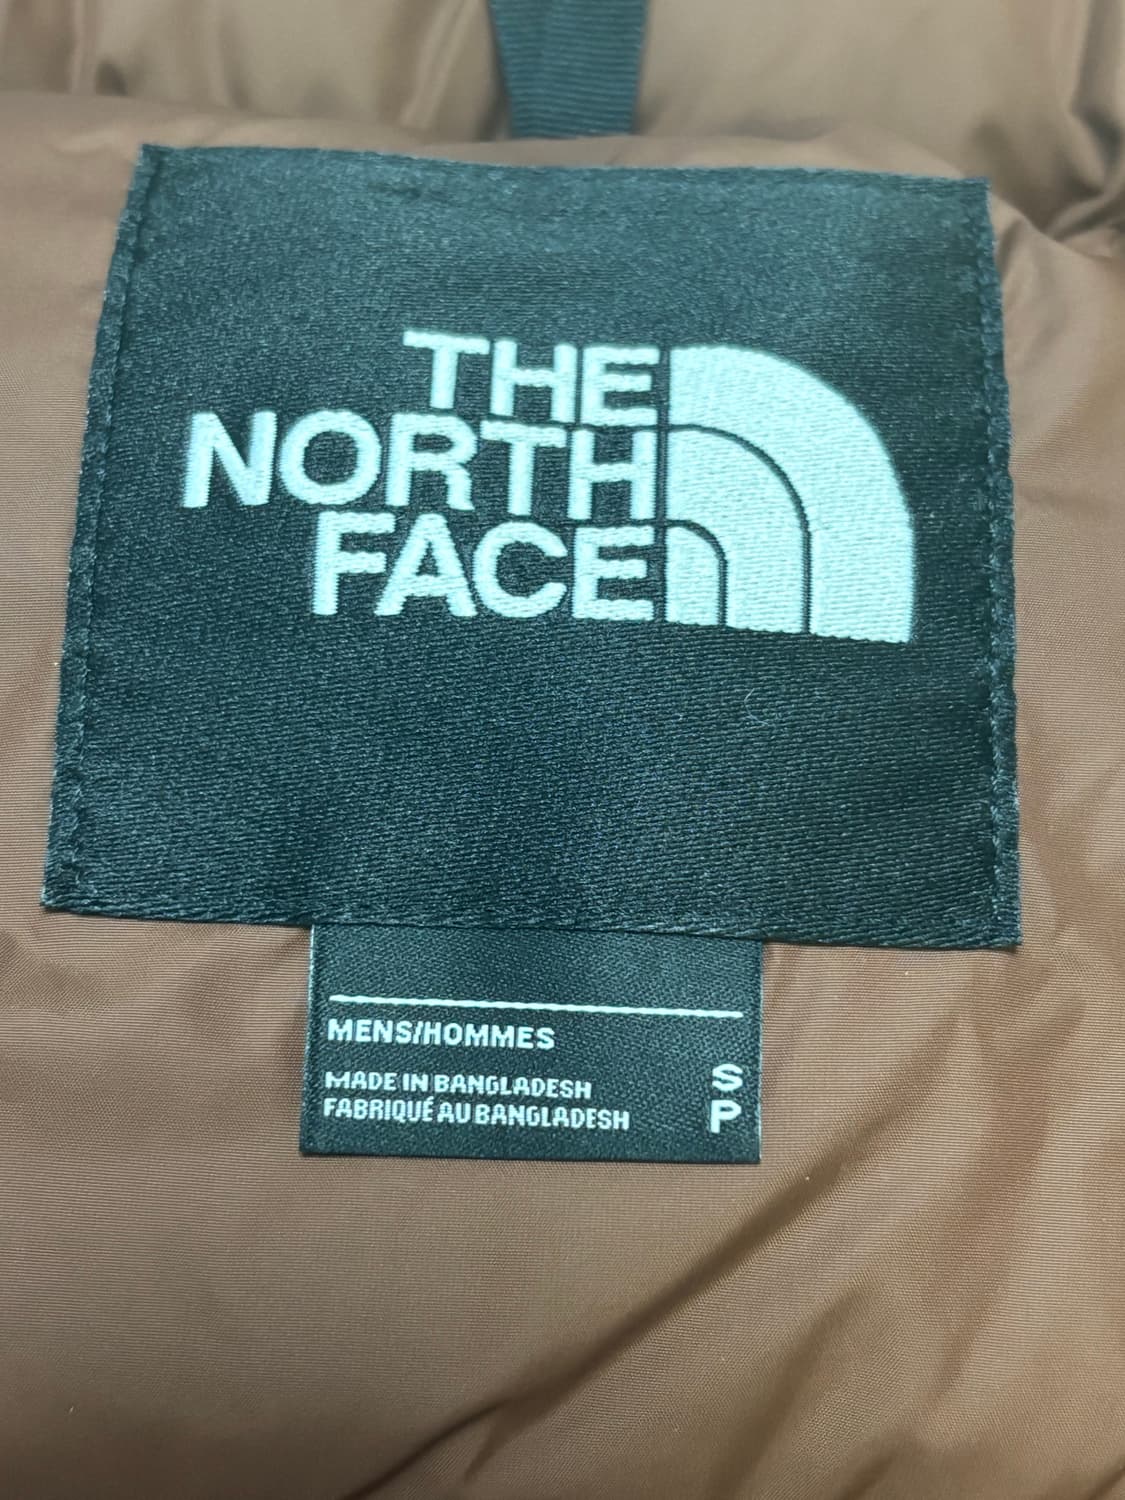 THE
NORTH
FACE
MENS/HOMMES
MADE IN BANGLADESH
FABRIQUÉ AU BANGLADESH
S
P